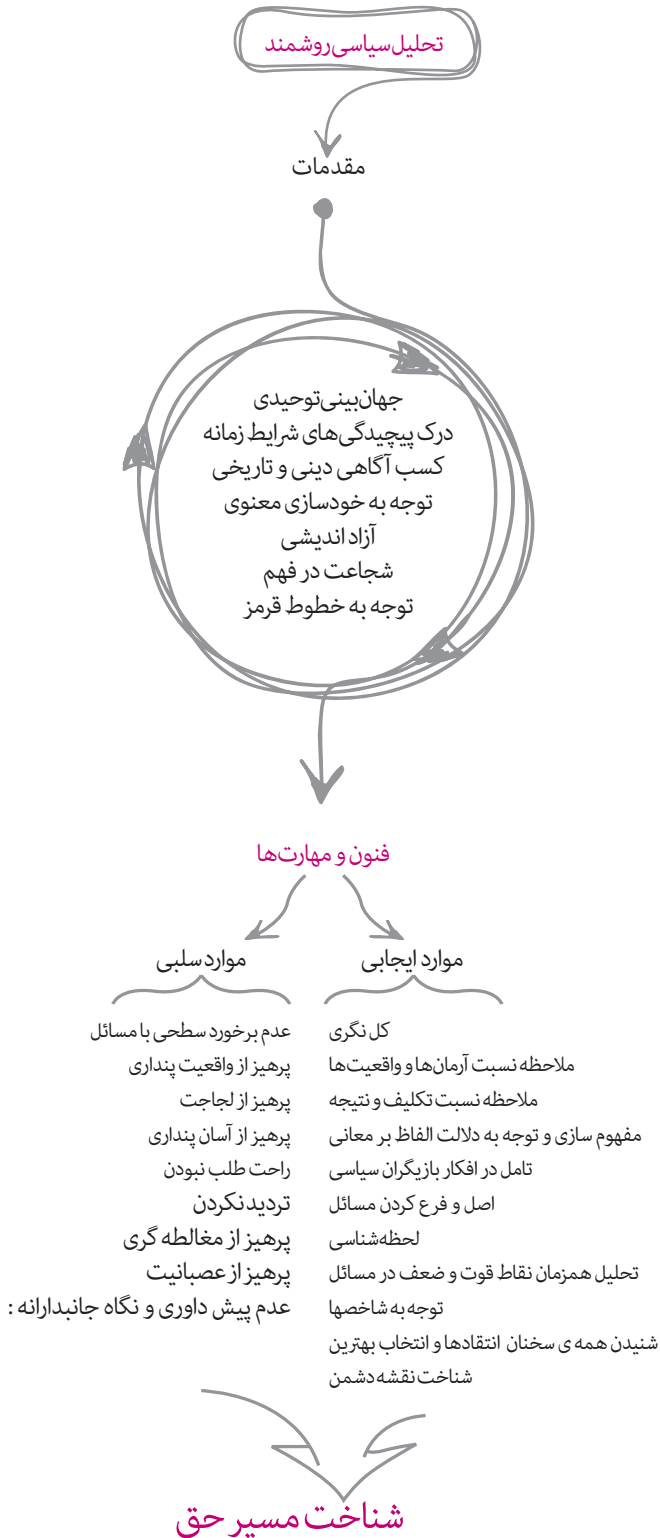 تحلیل سیاسی روشمند
مقدمات
جهان‌بینی توحیدی
درک پیچیدگی‌های شرایط زمانه
کسب آگاهی دینی و تاریخی
توجه به خودسازی معنوی
آزاد اندیشی
شجاعت در فهم
توجه به خطوط قرمز
فنون و مهارت‌ها
موارد ایجابی
کل نگری
ملاحظه نسبت آرمان‌ها و واقعیت‌ها
ملاحظه نسبت تکلیف و نتیجه
مفهوم سازی و توجه به دلالت الفاظ بر معانی
تامل در افکار بازیگران سیاسی
اصل و فرع کردن مسائل
لحظه‌شناسی
تحلیل همزمان نقاط قوت و ضعف در مسائل
توجه به شاخصها
شنیدن همه ی سخنان انتقادها و انتخاب بهترین
شناخت نقشه دشمن
موارد سلبی
عدم برخورد سطحی با مسائل
پرهیز از واقعیت پنداری
پرهیز از لجاجت
پرهیز از آسان پنداری
راحت طلب نبودن
تردید نکردن
پرهیز از مغالطه گری
پرهیز از عصبانیت
عدم پیش داوری و نگاه جانبدارانه :
شناخت مسیر حق